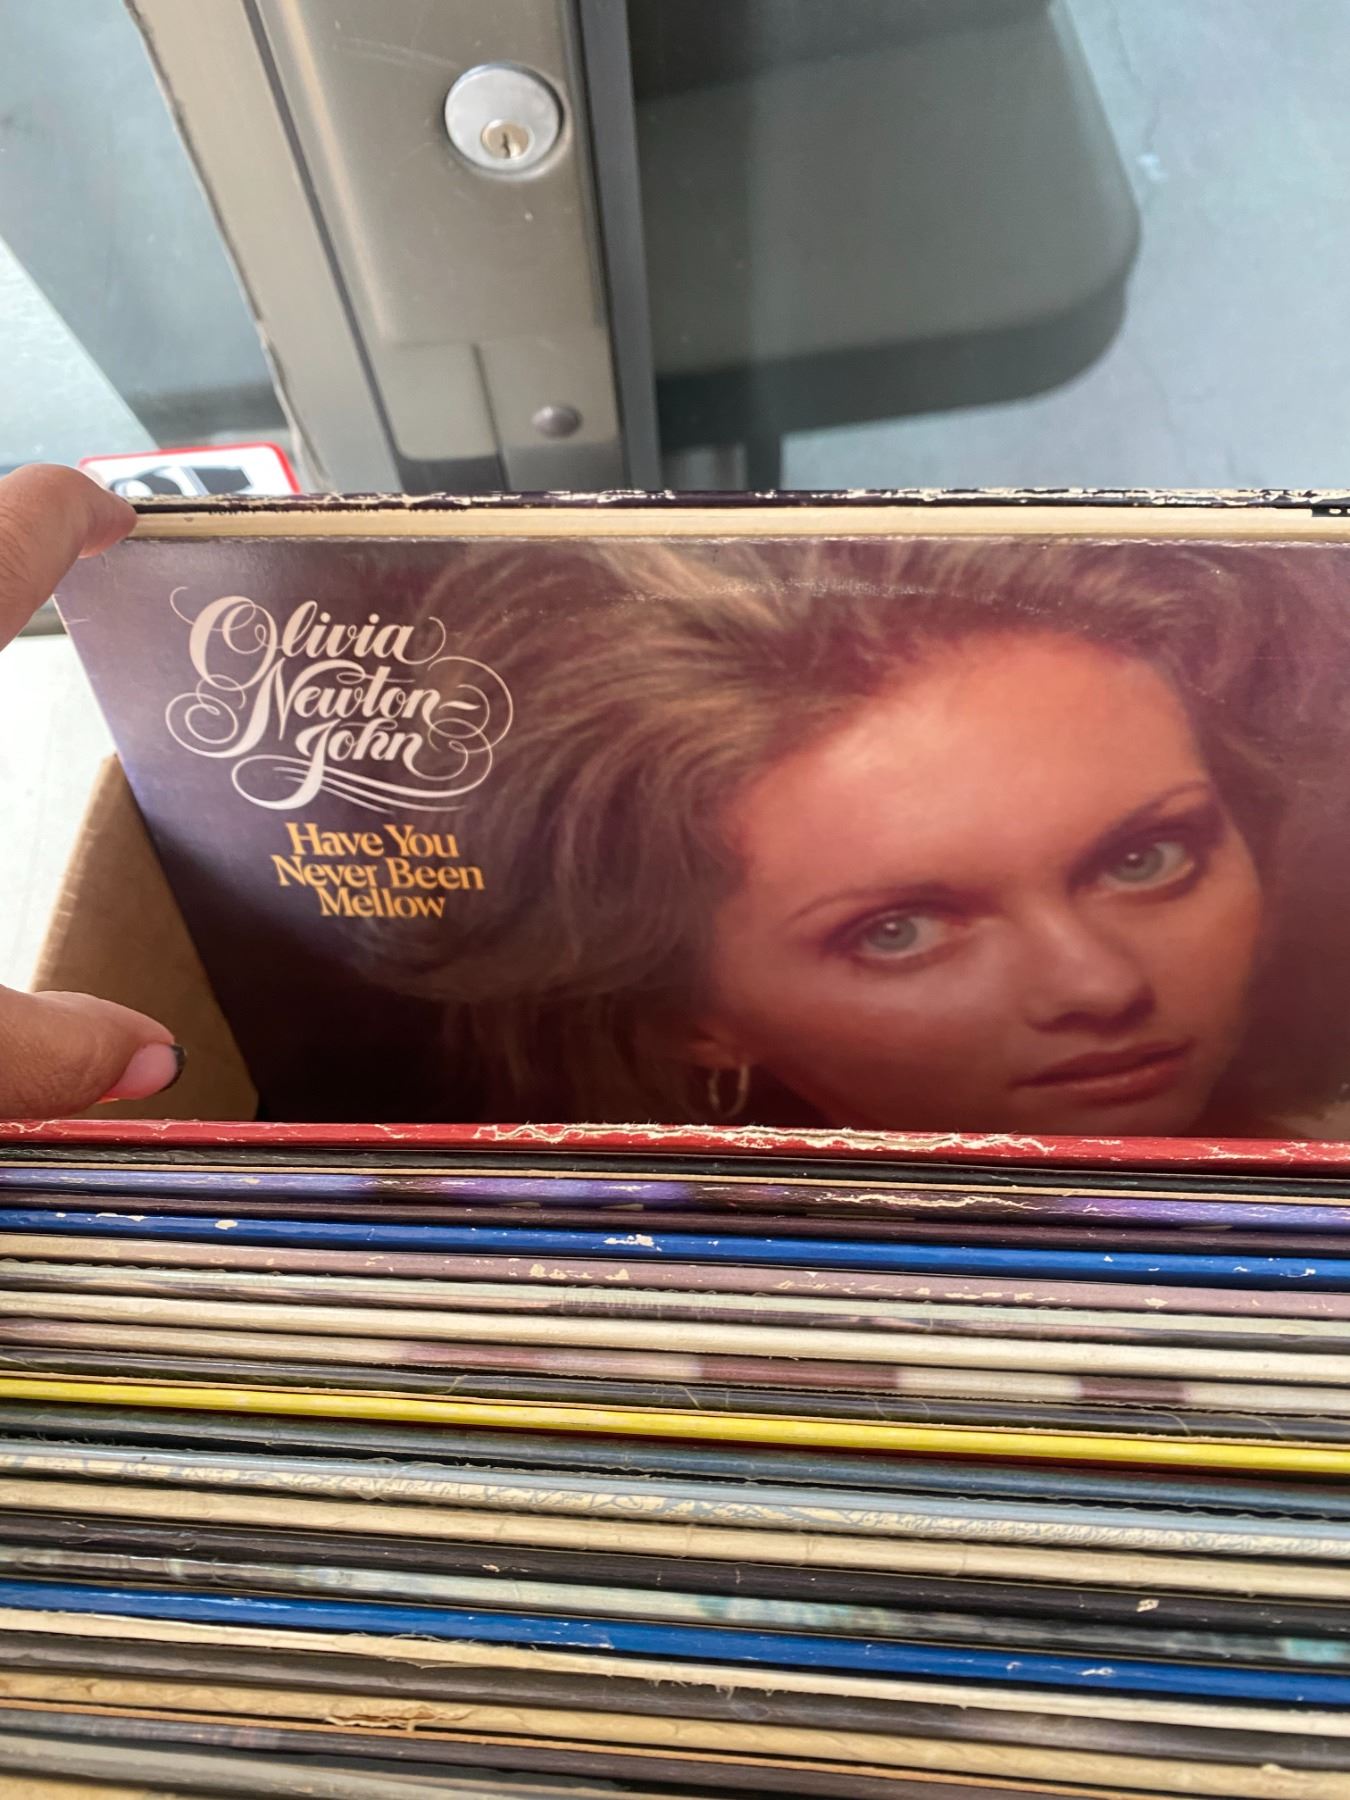 Olivia
Newton-
John
Have You
Never Been
Mellow